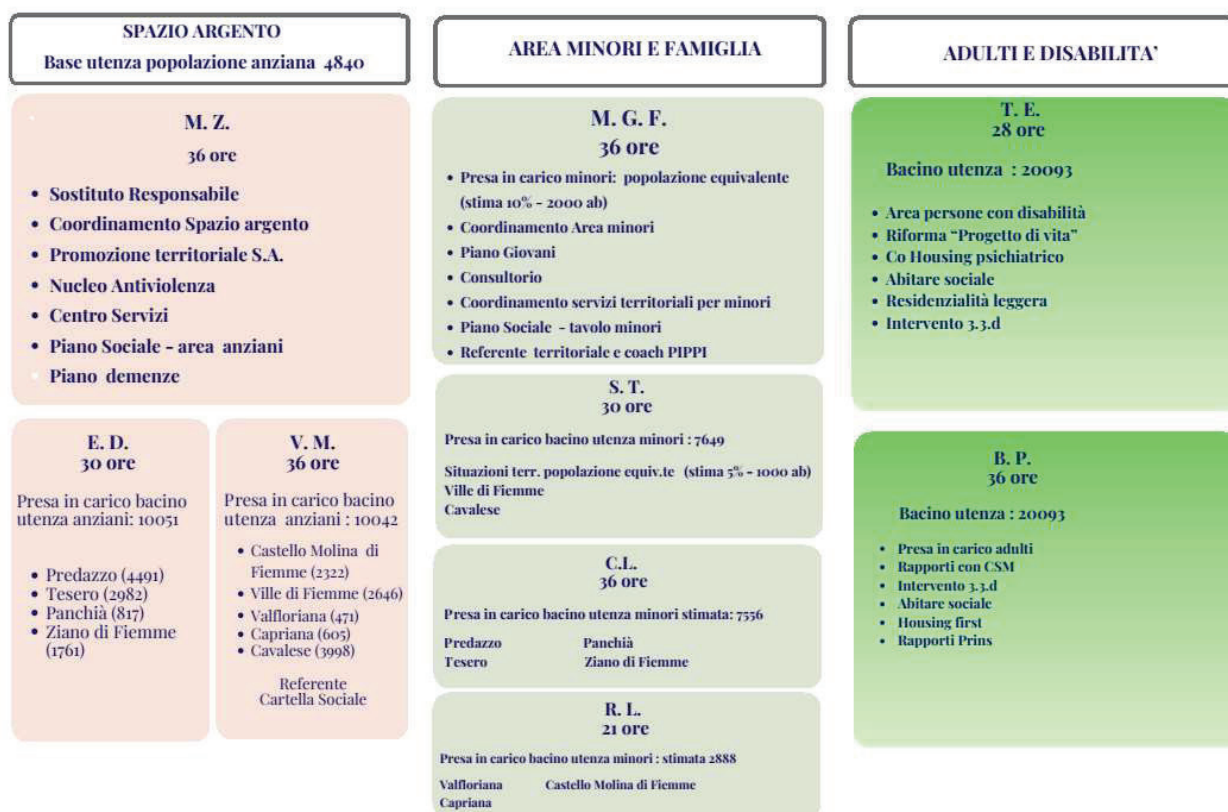 SPAZIO ARGENTO
Base utenza popolazione anziana 4840
M. Z.
36 ore
• Sostituto Responsabile
• Coordinamento Spazio argento
• Promozione territoriale S.A.
• Nucleo Antiviolenza
• Centro Servizi
• Piano Sociale - area anziani
• Piano demenze
E. D.
30 ore
Presa in carico bacino
utenza anziani: 10051
• Predazzo (4491)
• Tesero (2982)
• Panchià (817)
• Ziano di Fiemme
(1761)
V. M.
36 ore
Presa in carico bacino
utenza anziani : 10042
• Castello Molina di
Fiemme (2322)
• Ville di Fiemme (2646)
• Valfloriana (471)
• Capriana (605)
• Cavalese (3998)
Referente
Cartella Sociale
AREA MINORI E FAMIGLIA
M. G. F.
36 ore
• Presa in carico minori: popolazione equivalente
(stima 10% - 2000 ab)
• Coordinamento Area minori
• Piano Giovani
• Consultorio
• Coordinamento servizi territoriali per minori
• Piano Sociale - tavolo minori
• Referente territoriale e coach PIPPI
S. T.
30 ore
Presa in carico bacino utenza minori : 7649
Situazioni terr. popolazione equiv.te (stima 5% - 1000 ab)
Ville di Fiemme
Cavalese
C.L.
36 ore
Presa in carico bacino utenza minori stimata: 7556
Predazzo Panchià
Tesero Ziano di Fiemme
R. L.
21 ore
Presa in carico bacino utenza minori : stimata 2888
Valfloriana Castello Molina di Fiemme
Capriana
ADULTI E DISABILITA'
T. E.
28 ore
Bacino utenza : 20093
• Area persone con disabilità
• Riforma "Progetto di vita"
• Co Housing psichiatrico
• Abitare sociale
• Residenzialità leggera
• Intervento 3.3.d
B. P.
36 ore
Bacino utenza : 20093
• Presa in carico adulti
• Rapporti con CSM
• Intervento 3.3.d
• Abitare sociale
• Housing first
• Rapporti Prins